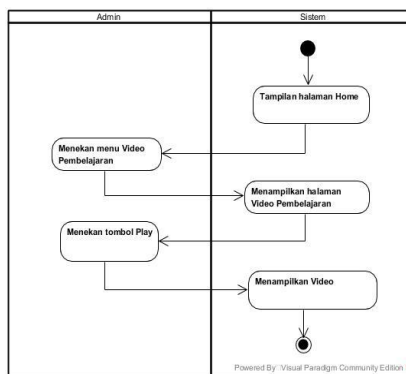 Admin
Sistem
Tampilan halaman Home
Menekan menu Video
Pembelajaran
Menampilkan halaman
Video Pembelajaran
Menekan tombol Play
Menampilkan Video
Powered By Visual Paradigm Community Edition